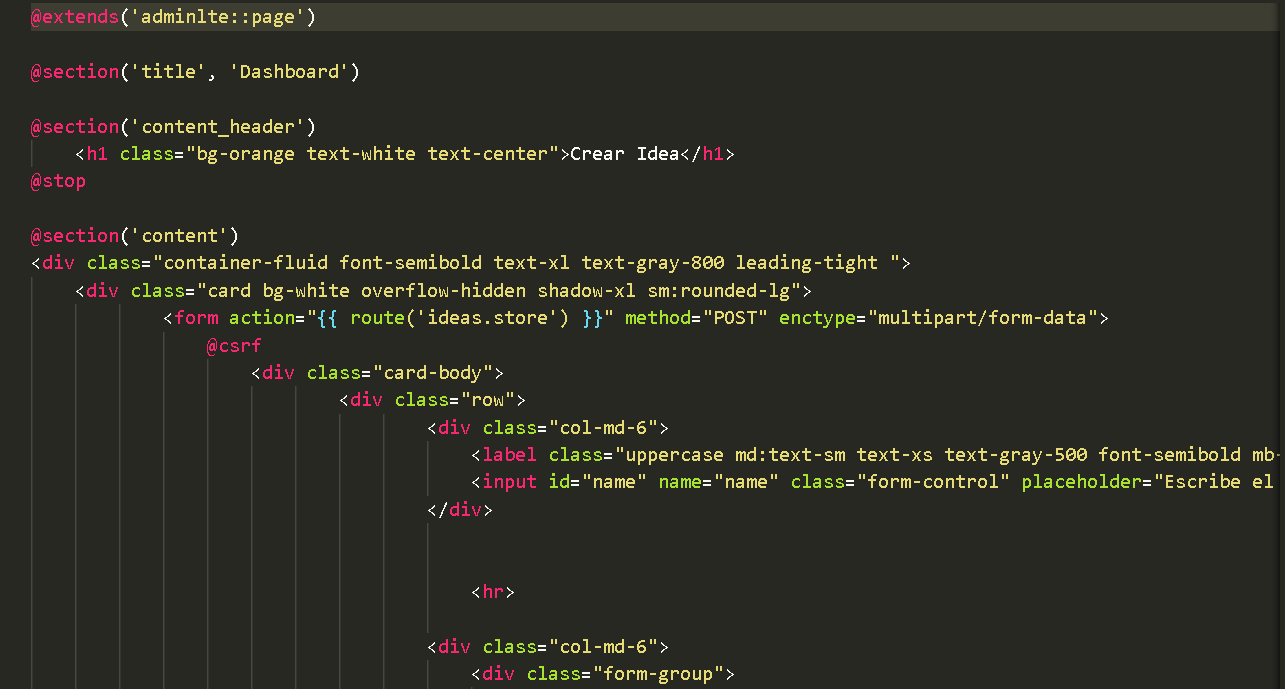 @extends('adminlte::page')
@section('title', 'Dashboard')
@section('content_header')
<h1 class="bg-orange text-white text-center">Crear Idea</h1>
@stop
@section('content')
<div class="container-fluid font-semibold text-xl text-gray-800 leading-tight ">
<div class="card bg-white overflow-hidden shadow-xl sm:rounded-lg">
<form action="{{ route('ideas.store') }}" method="POST" enctype="multipart/form-data">
@csrf
<div class="card-body">
<div class="row">
<div class="col-md-6">
<label class="uppercase md:text-sm text-xs text-gray-500 font-semibold mb-
<input id="name" name="name" class="form-control" placeholder="Escribe el
</div>
<hr>
<div class="col-md-6">
<div class="form-group">